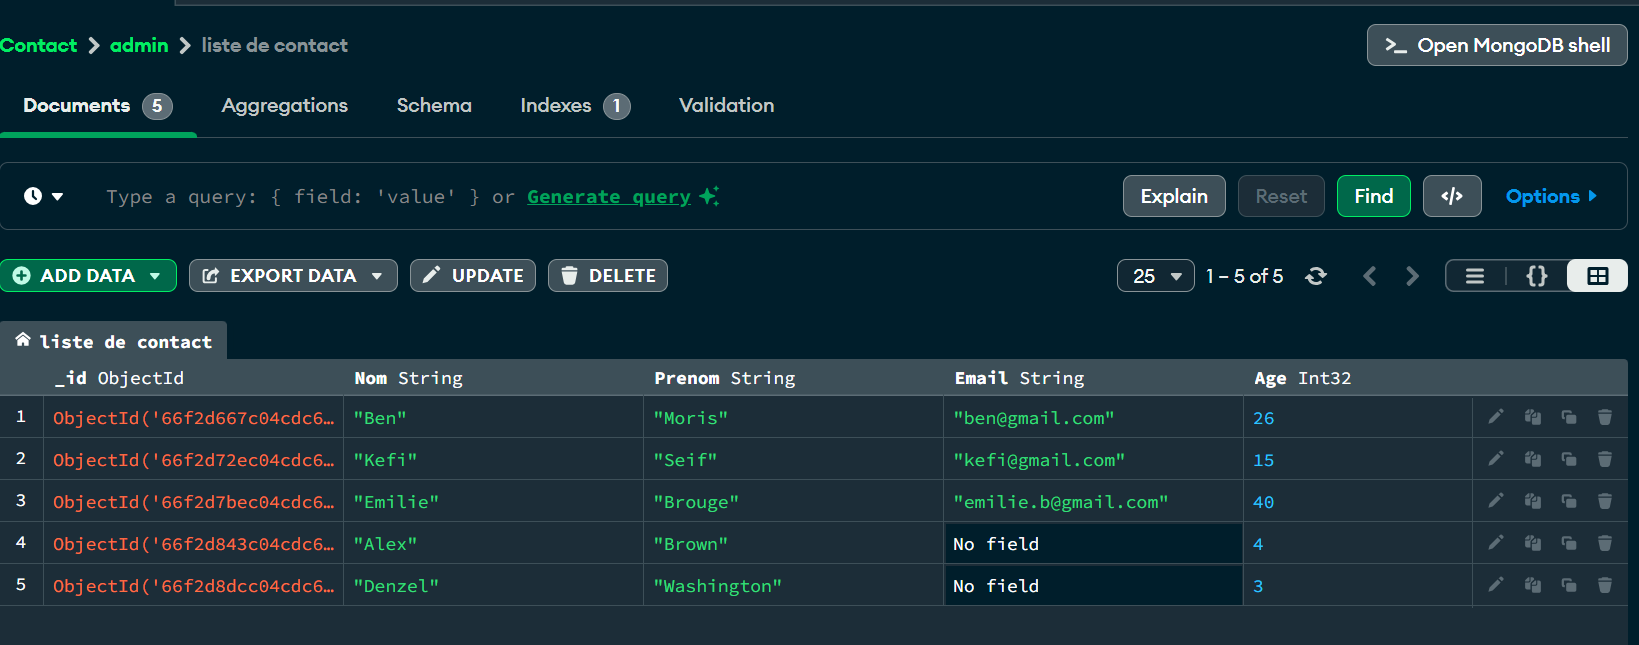 Contact > admin > liste de contact
>_ Open MongoDB shell
Documents 5 Aggregations Schema Indexes 1 Validation
Type a query: { field: 'value' } or Generate query
Explain Reset Find </> Options
ADD DATA EXPORT DATA UPDATE DELETE 25 1 – 5 of 5 {}
liste de contact
_id ObjectId Nom String Prenom String Email String Age Int32
1 ObjectId('66f2d667c04cdc6… "Ben" "Moris" "ben@gmail.com" 26
2 ObjectId('66f2d72ec04cdc6… "Kefi" "Seif" "kefi@gmail.com" 15
3 ObjectId('66f2d7bec04cdc6… "Emilie" "Brouge" "emilie.b@gmail.com" 40
4 ObjectId('66f2d843c04cdc6… "Alex" "Brown" No field 4
5 ObjectId('66f2d8dcc04cdc6… "Denzel" "Washington" No field 3